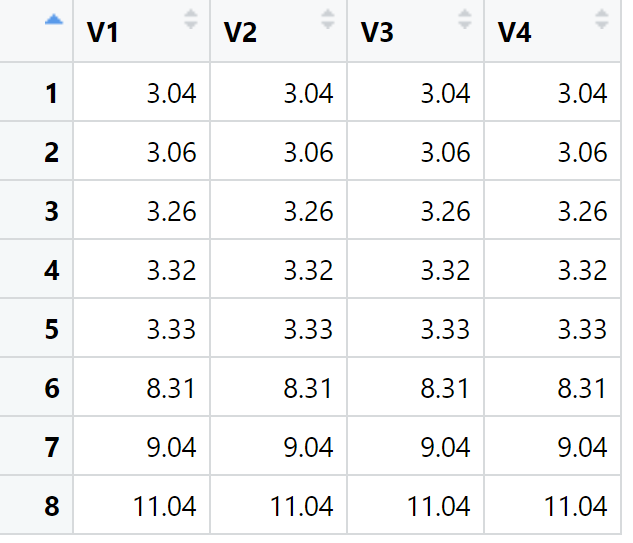 V1 V2 V3 V4
1 3.04 3.04 3.04 3.04
2 3.06 3.06 3.06 3.06
3 3.26 3.26 3.26 3.26
4 3.32 3.32 3.32 3.32
5 3.33 3.33 3.33 3.33
6 8.31 8.31 8.31 8.31
7 9.04 9.04 9.04 9.04
8 11.04 11.04 11.04 11.04